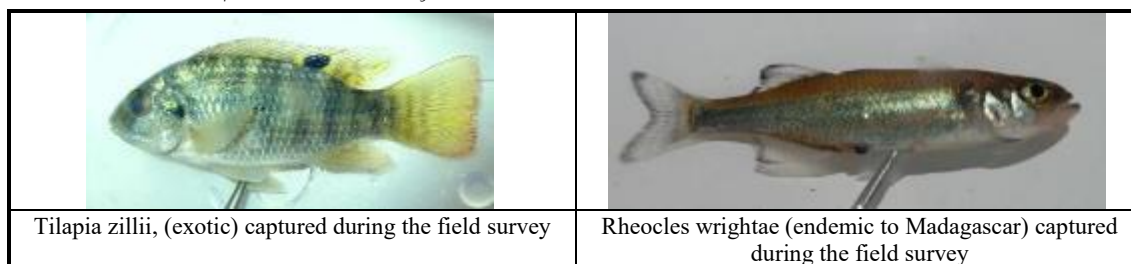 Tilapia zillii, (exotic) captured during the field survey
Rheocles wrightae (endemic to Madagascar) captured
during the field survey